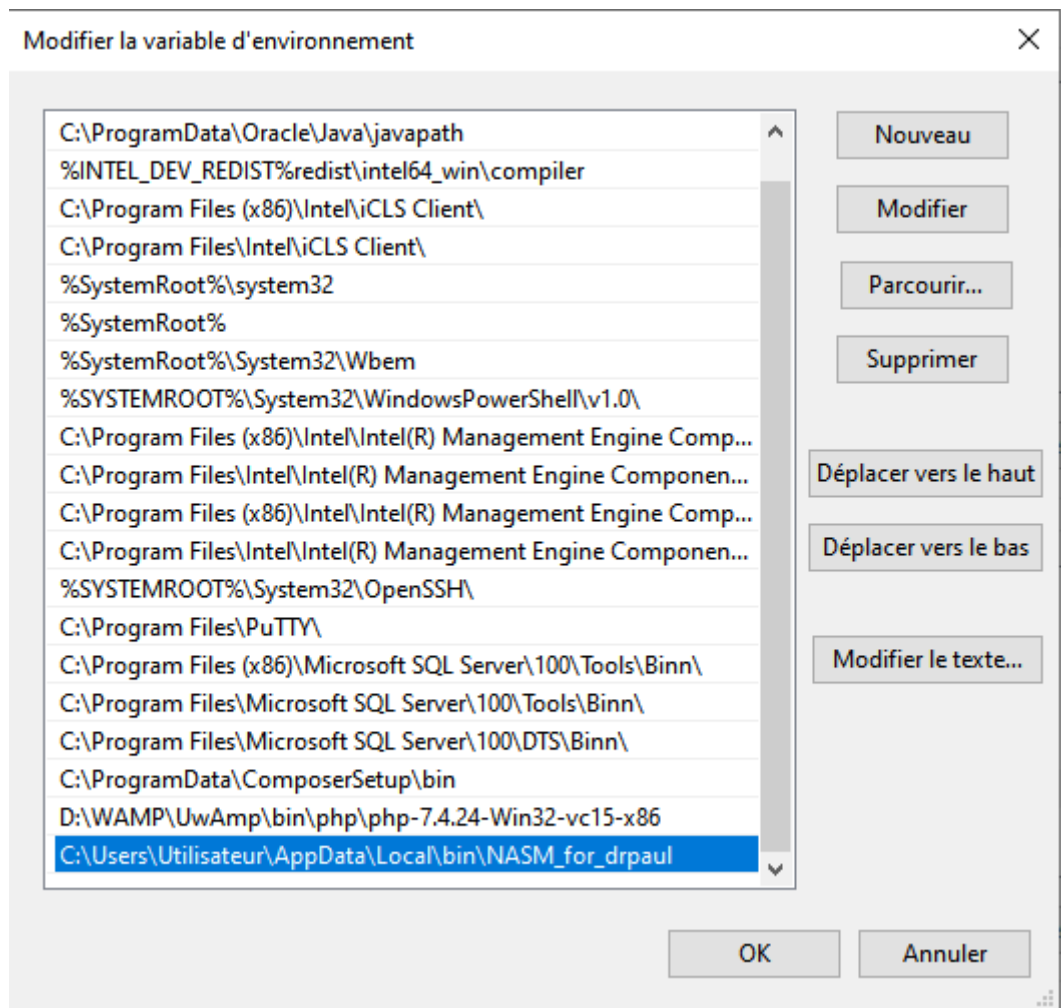 Modifier la variable d'environnement
C:\ProgramData\Oracle\Java\javapath
%INTEL_DEV_REDIST%redist\intel64_win\compiler
C:\Program Files (x86)\Intel\iCLS Client\
C:\Program Files\Intel\iCLS Client\
%SystemRoot%\system32
%SystemRoot%
%SystemRoot%\System32\Wbem
%SYSTEMROOT%\System32\WindowsPowerShell\v1.0\
C:\Program Files (x86)\Intel\Intel(R) Management Engine Comp...
C:\Program Files\Intel\Intel(R) Management Engine Componen...
C:\Program Files (x86)\Intel\Intel(R) Management Engine Comp...
C:\Program Files\Intel\Intel(R) Management Engine Componen...
%SYSTEMROOT%\System32\OpenSSH\
C:\Program Files\PuTTY\
C:\Program Files (x86)\Microsoft SQL Server\100\Tools\Binn\
C:\Program Files\Microsoft SQL Server\100\Tools\Binn\
C:\Program Files\Microsoft SQL Server\100\DTS\Binn\
C:\ProgramData\ComposerSetup\bin
D:\WAMP\UwAmp\bin\php\php-7.4.24-Win32-vc15-x86
C:\Users\Utilisateur\AppData\Local\bin\NASM_for_drpaul
Nouveau
Modifier
Parcourir...
Supprimer
Déplacer vers le haut
Déplacer vers le bas
Modifier le texte...
OK
Annuler